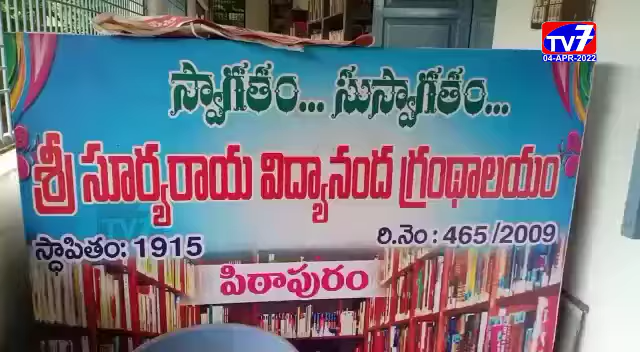 TV7
04-APR-2022
స్వాగతం... సుస్వాగతం...
శ్రీ సూర్యరాయ విద్యానంద గ్రంథాలయం
స్థాపితం: 1915 రి.నెం: 465/2009
పిఠాపురం